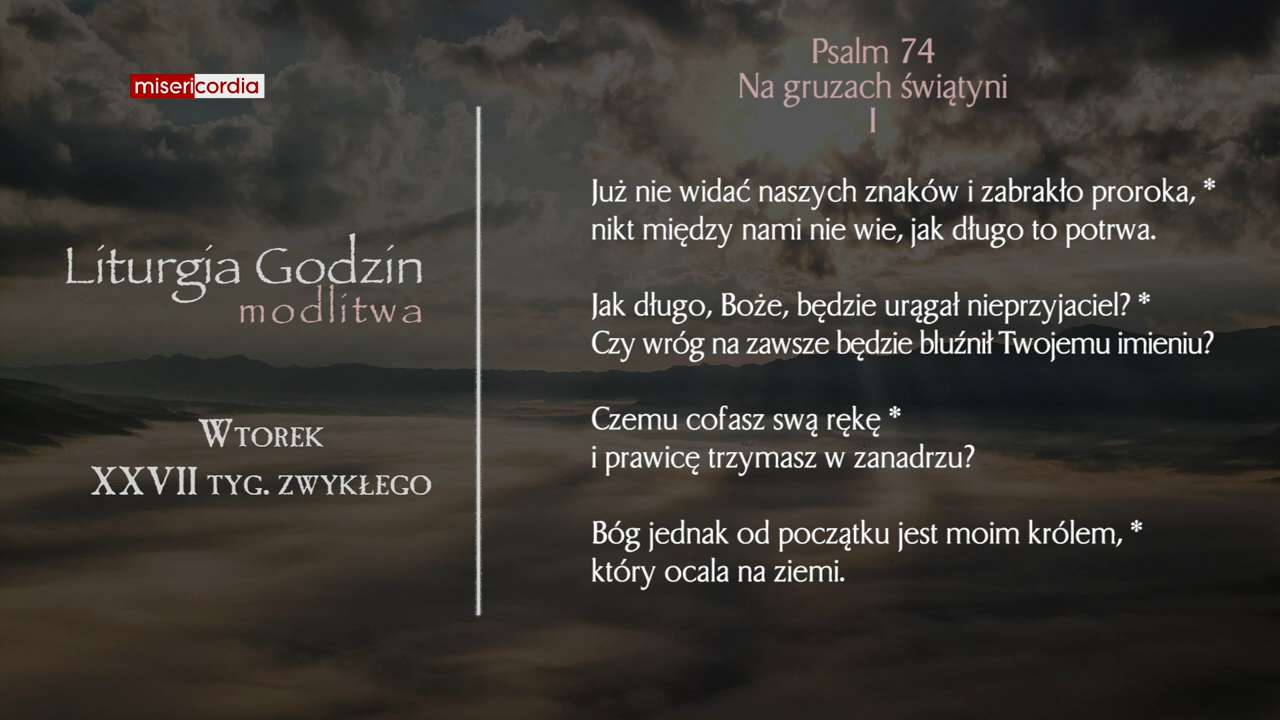 misericordia
Liturgia Godzin
modlitwa
Wtorek
XXVII tyg. zwykłego
Psalm 74
Na gruzach świątyni
I
Już nie widać naszych znaków i zabrakło proroka, *
nikt między nami nie wie, jak długo to potrwa.
Jak długo, Boże, będzie urągał nieprzyjaciel? *
Czy wróg na zawsze będzie bluźnił Twojemu imieniu?
Czemu cofasz swą rękę *
i prawicę trzymasz w zanadrzu?
Bóg jednak od początku jest moim królem, *
który ocala na ziemi.